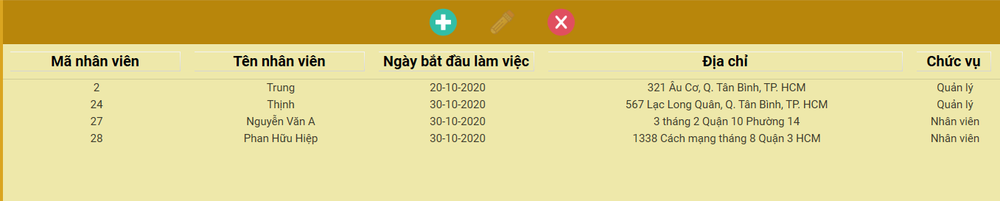 Mã nhân viên Tên nhân viên Ngày bắt đầu làm việc Địa chỉ Chức vụ
2 Trung 20-10-2020 321 Âu Cơ, Q. Tân Bình, TP. HCM Quản lý
24 Thịnh 30-10-2020 567 Lạc Long Quân, Q. Tân Bình, TP. HCM Quản lý
27 Nguyễn Văn A 30-10-2020 3 tháng 2 Quận 10 Phường 14 Nhân viên
28 Phan Hữu Hiệp 30-10-2020 1338 Cách mạng tháng 8 Quận 3 HCM Nhân viên